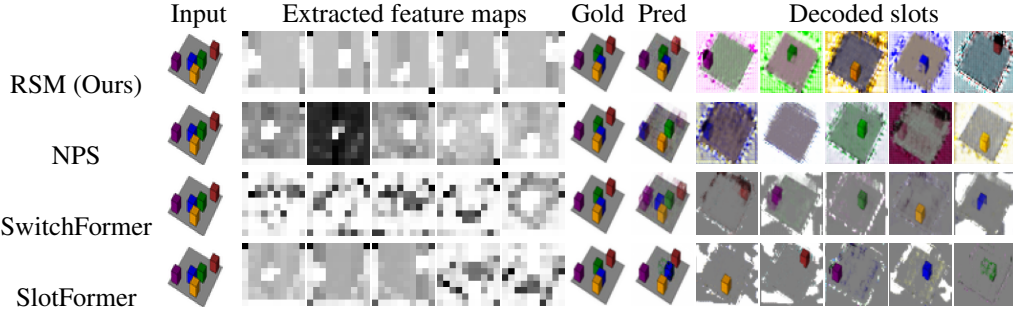 Input Extracted feature maps Gold Pred Decoded slots
RSM (Ours)
NPS
SwitchFormer
SlotFormer